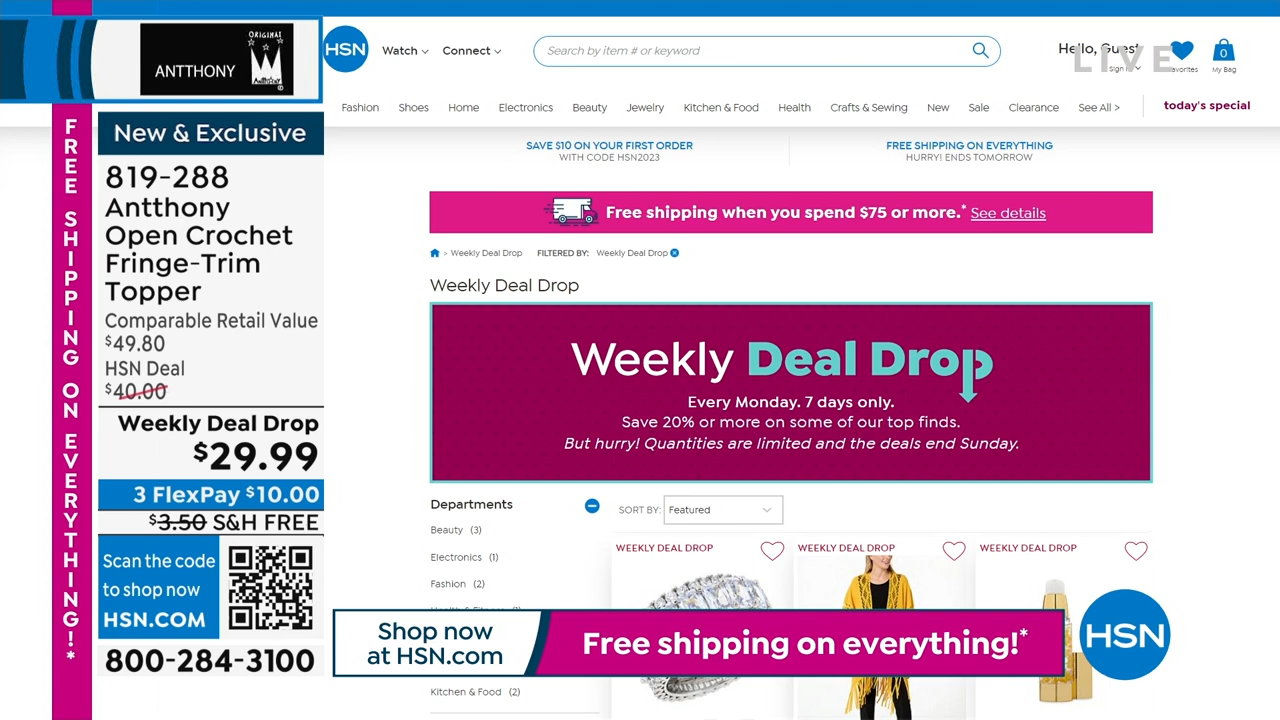 ORIGINAL
ANTTHONY
FREE SHIPPING ON EVERYTHING!*
New & Exclusive
819-288
Antthony
Open Crochet
Fringe-Trim
Topper
Comparable Retail Value
$49.80
HSN Deal
$40.00
Weekly Deal Drop
$29.99
3 FlexPay $10.00
$3.50 S&H FREE
Scan the code
to shop now
HSN.COM
800-284-3100
HSN
Watch
Connect
Search by item # or keyword
Hello, Guest
Sign In
LIVE
Favorites
0
My Bag
Fashion Shoes Home Electronics Beauty Jewelry Kitchen & Food Health Crafts & Sewing New Sale Clearance See All > today's special
SAVE $10 ON YOUR FIRST ORDER
WITH CODE HSN2023
FREE SHIPPING ON EVERYTHING
HURRY! ENDS TOMORROW
Free shipping when you spend $75 or more.* See details
> Weekly Deal Drop FILTERED BY: Weekly Deal Drop
Weekly Deal Drop
Weekly Deal Drop
Every Monday. 7 days only.
Save 20% or more on some of our top finds.
But hurry! Quantities are limited and the deals end Sunday.
Departments
Beauty (3)
Electronics (1)
Fashion (2)
Kitchen & Food (2)
SORT BY: Featured
WEEKLY DEAL DROP
WEEKLY DEAL DROP
WEEKLY DEAL DROP
Shop now
at HSN.com
Free shipping on everything!*
HSN